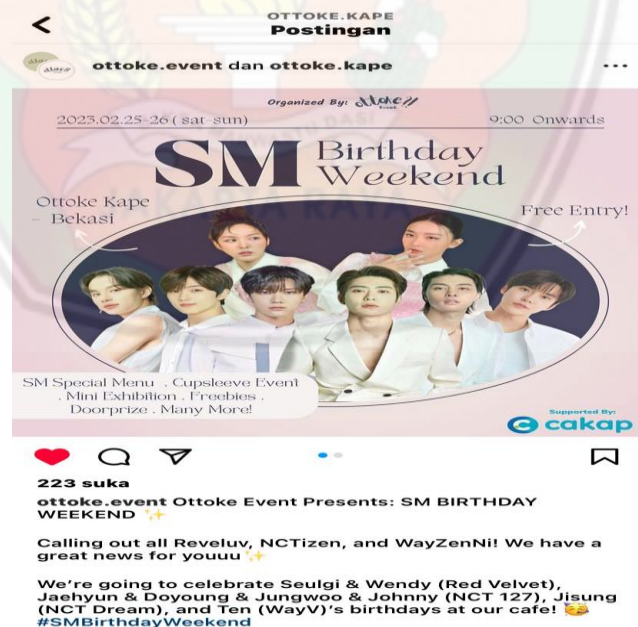 OTTOKE.KAPE
Postingan
ottoke.event dan ottoke.kape
Organized By: Ottoke!!
Event
2023.02.25-26 ( sat-sun)
9:00 Onwards
SM Birthday Weekend
Ottoke Kape
- Bekasi
Free Entry!
SM Special Menu . Cupsleeve Event
. Mini Exhibition . Freebies .
Doorprize . Many More!
Supported By:
cakap
223 suka
ottoke.event Ottoke Event Presents: SM BIRTHDAY
WEEKEND ✨
Calling out all Reveluv, NCTizen, and WayZenNi! We have a
great news for youuu ✨
We're going to celebrate Seulgi & Wendy (Red Velvet),
Jaehyun & Doyoung & Jungwoo & Johnny (NCT 127), Jisung
(NCT Dream), and Ten (WayV)'s birthdays at our cafe! 🥳
#SMBirthdayWeekend